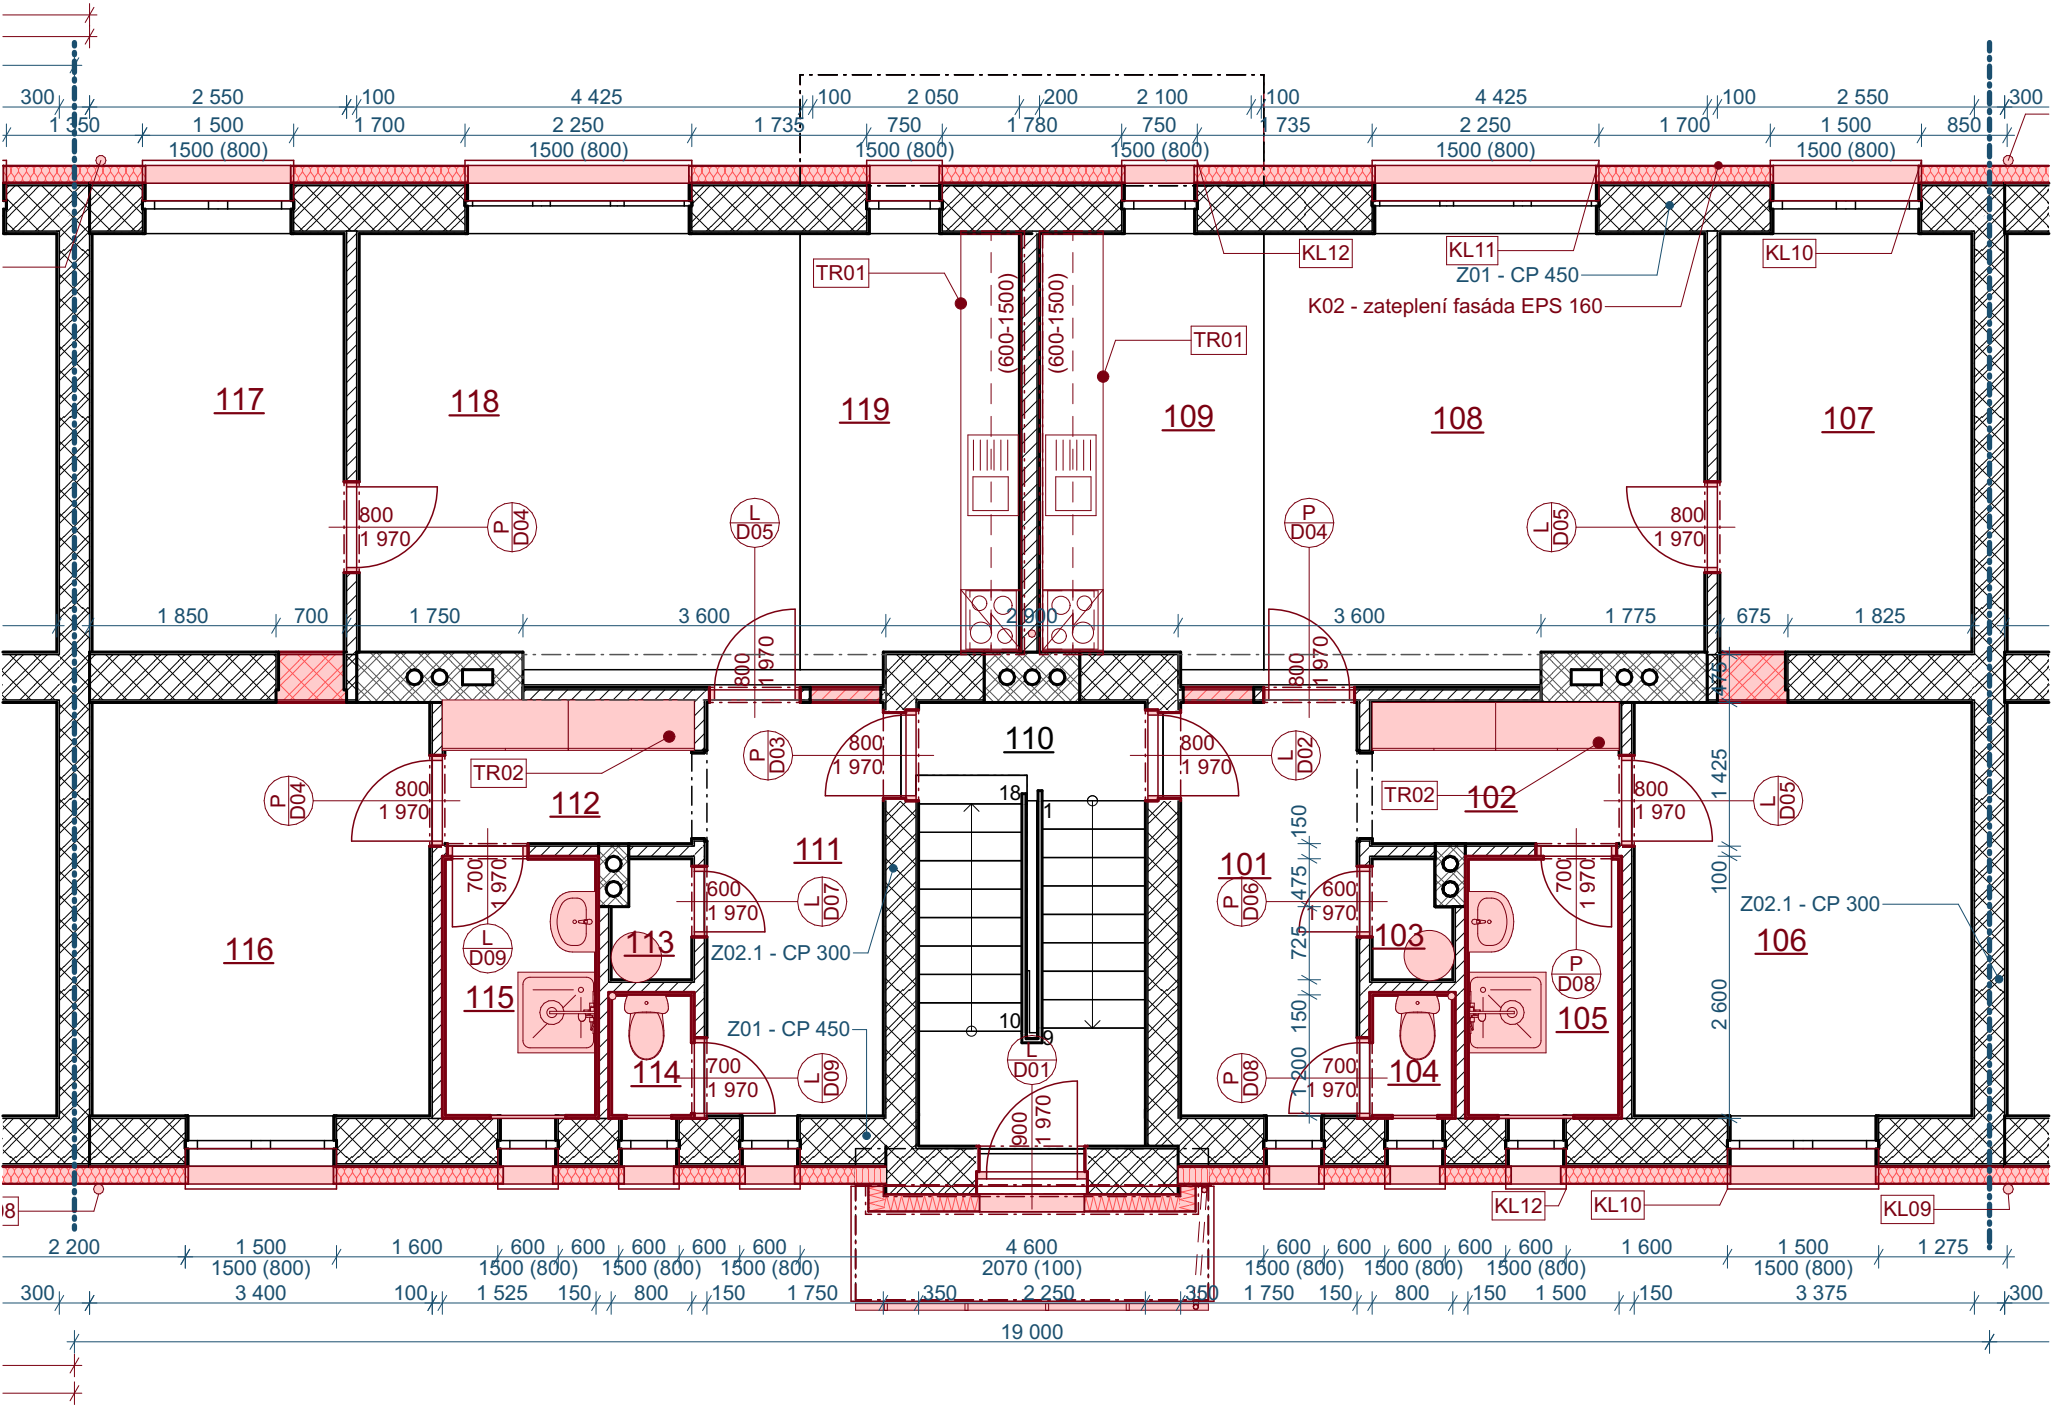 300 2 550 100 4 425 100 2 050 200 2 100 100 4 425 100 2 550 300
1 350 1 500 1 700 2 250 1 735 750 1 780 750 1 735 2 250 1 700 1 500 850
1500 (800) 1500 (800) 1500 (800) 1500 (800) 1500 (800) 1500 (800)
TR01 KL12 KL11 KL10
Z01 - CP 450
K02 - zateplení fasáda EPS 160
(600-1500) (600-1500)
TR01
117 118 119 109 108 107
800
1 970
P
D04
L
D05
P
D04
L
D05
800
1 970
1 850 700 1 750 3 600 2 900 3 600 1 775 675 1 825
800
1 970
800
1 970
475
110
P
D03
800
1 970
800
1 970
L
D02
TR02
112
P
D04
800
1 970
18
1
TR02
102
800
1 970
L
D05
1 425
150
111
101
700
1 970
600
1 970
L
D07
P
D06
600
1 970
475
700
1 970
100
Z02.1 - CP 300
116
L
D09
113
Z02.1 - CP 300
725
103
106
115
P
D08
105
10
9
Z01 - CP 450
150
2 600
114
700
1 970
L
D09
L
D01
P
D08
1 200
700
1 970
104
900
1 970
08
KL12 KL10 KL09
2 200 1 500 1 600 600 600 600 600 600 4 600 600 600 600 600 600 1 600 1 500 1 275
1500 (800) 1500 (800) 1500 (800) 1500 (800) 2070 (100) 1500 (800) 1500 (800) 1500 (800) 1500 (800)
300 3 400 100 1 525 150 800 150 1 750 350 2 250 350 1 750 150 800 150 1 500 150 3 375 300
19 000